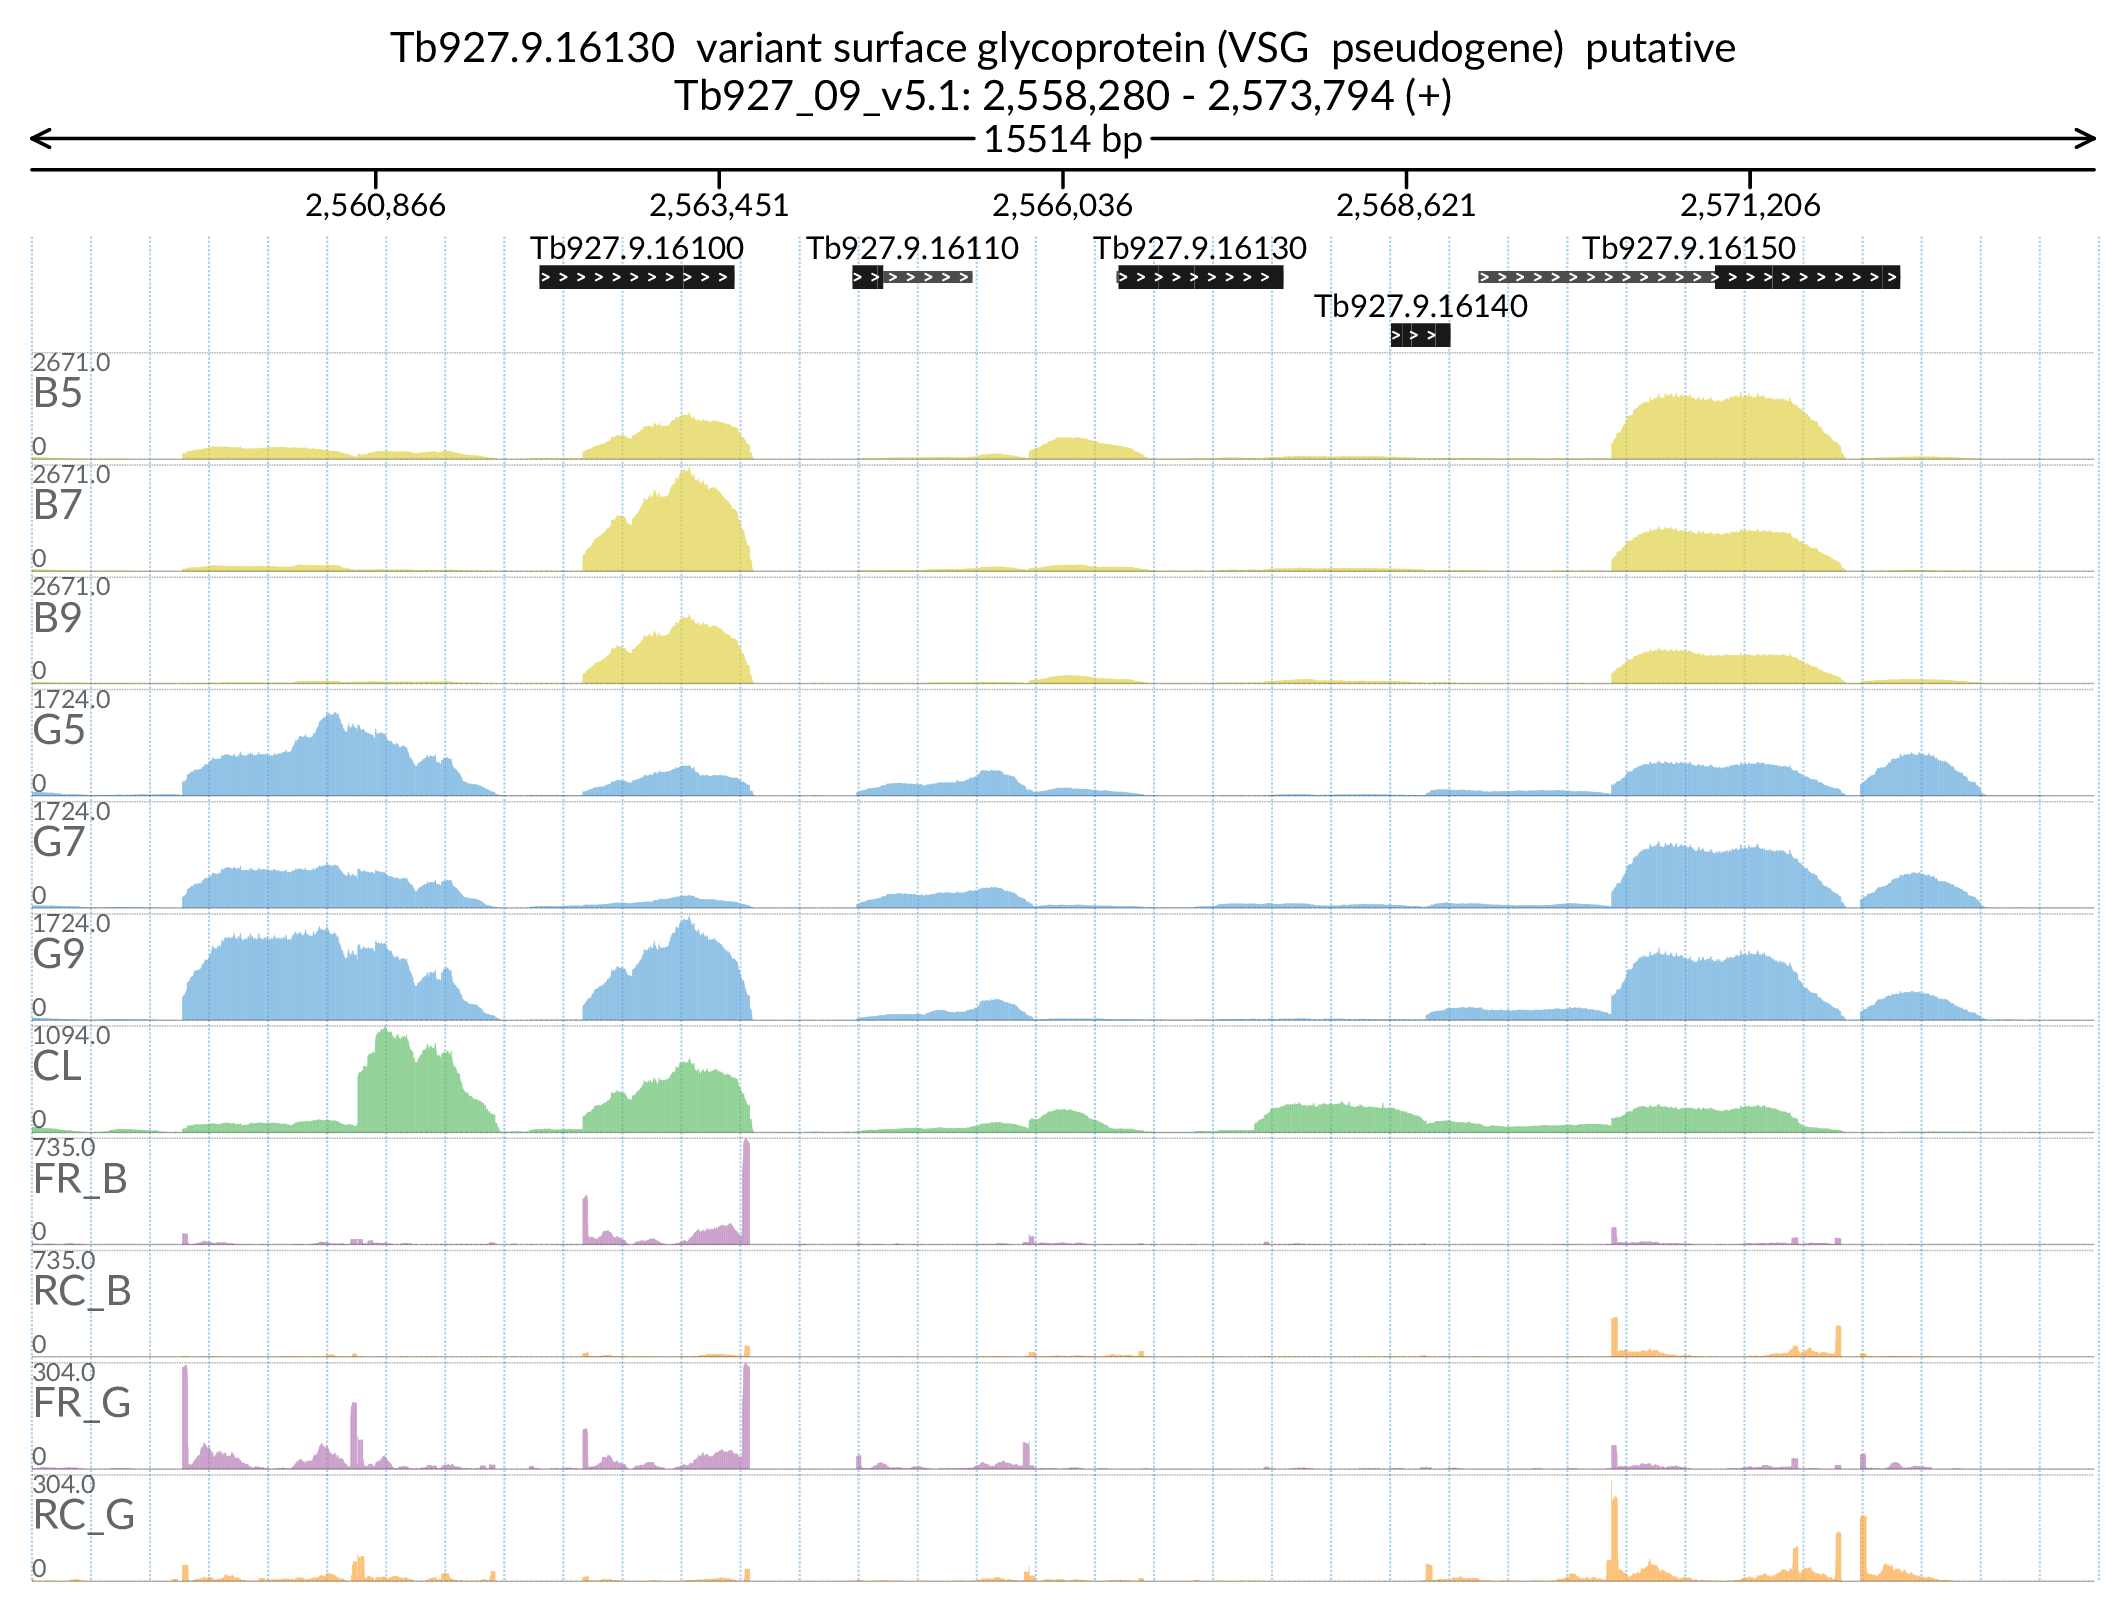 Tb927.9.16130 variant surface glycoprotein (VSG pseudogene) putative
Tb927_09_v5.1: 2,558,280 - 2,573,794 (+)
15514 bp
2,560,866 2,563,451 2,566,036 2,568,621 2,571,206
Tb927.9.16100 Tb927.9.16110 Tb927.9.16130 Tb927.9.16150
Tb927.9.16140
2671.0
B5
0
2671.0
B7
0
2671.0
B9
0
1724.0
G5
0
1724.0
G7
0
1724.0
G9
0
1094.0
CL
0
735.0
FR_B
0
735.0
RC_B
0
304.0
FR_G
0
304.0
RC_G
0